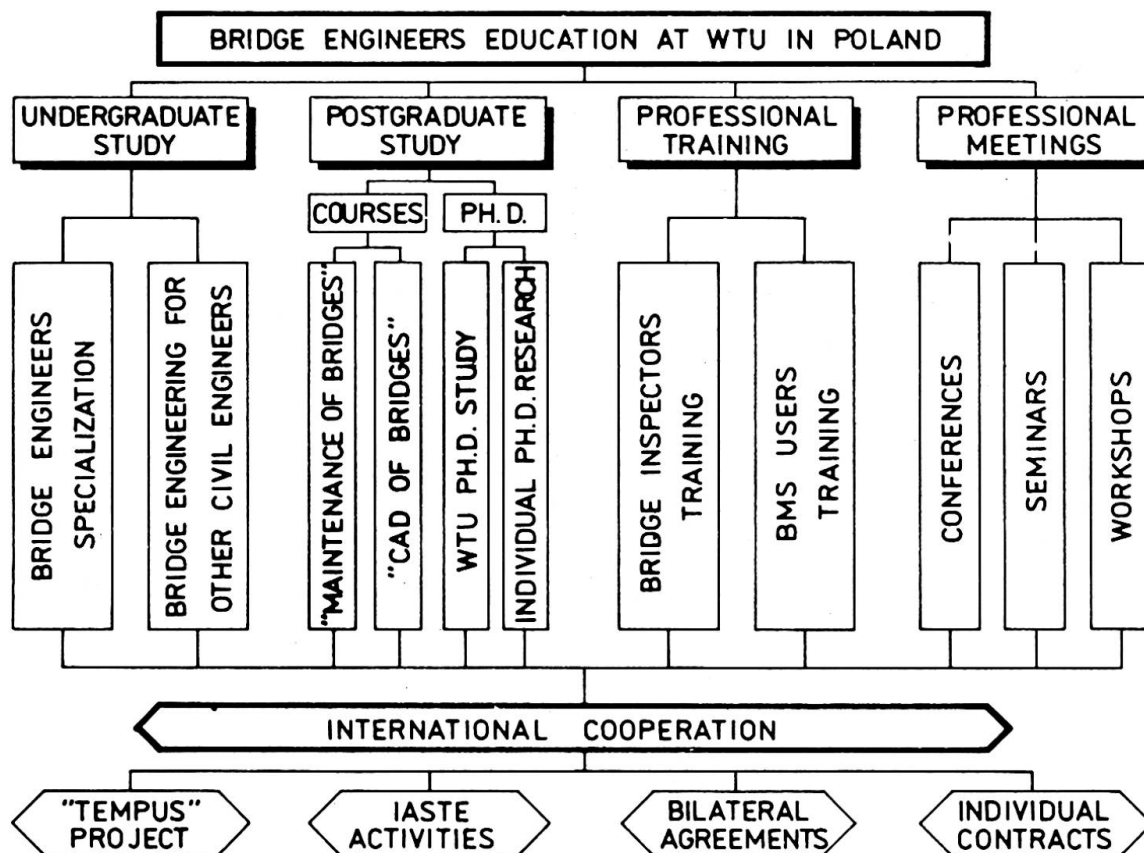 BRIDGE ENGINEERS EDUCATION AT WTU IN POLAND
UNDERGRADUATE
STUDY
POSTGRADUATE
STUDY
PROFESSIONAL
TRAINING
PROFESSIONAL
MEETINGS
COURSES
PH. D.
BRIDGE ENGINEERS
SPECIALIZATION
BRIDGE ENGINEERING FOR
OTHER CIVIL ENGINEERS
"MAINTENANCE OF BRIDGES"
"CAD OF BRIDGES"
WTU PH.D. STUDY
INDIVIDUAL PH.D. RESEARCH
BRIDGE INSPECTORS
TRAINING
BMS USERS
TRAINING
CONFERENCES
SEMINARS
WORKSHOPS
INTERNATIONAL COOPERATION
"TEMPUS"
PROJECT
IASTE
ACTIVITIES
BILATERAL
AGREEMENTS
INDIVIDUAL
CONTRACTS